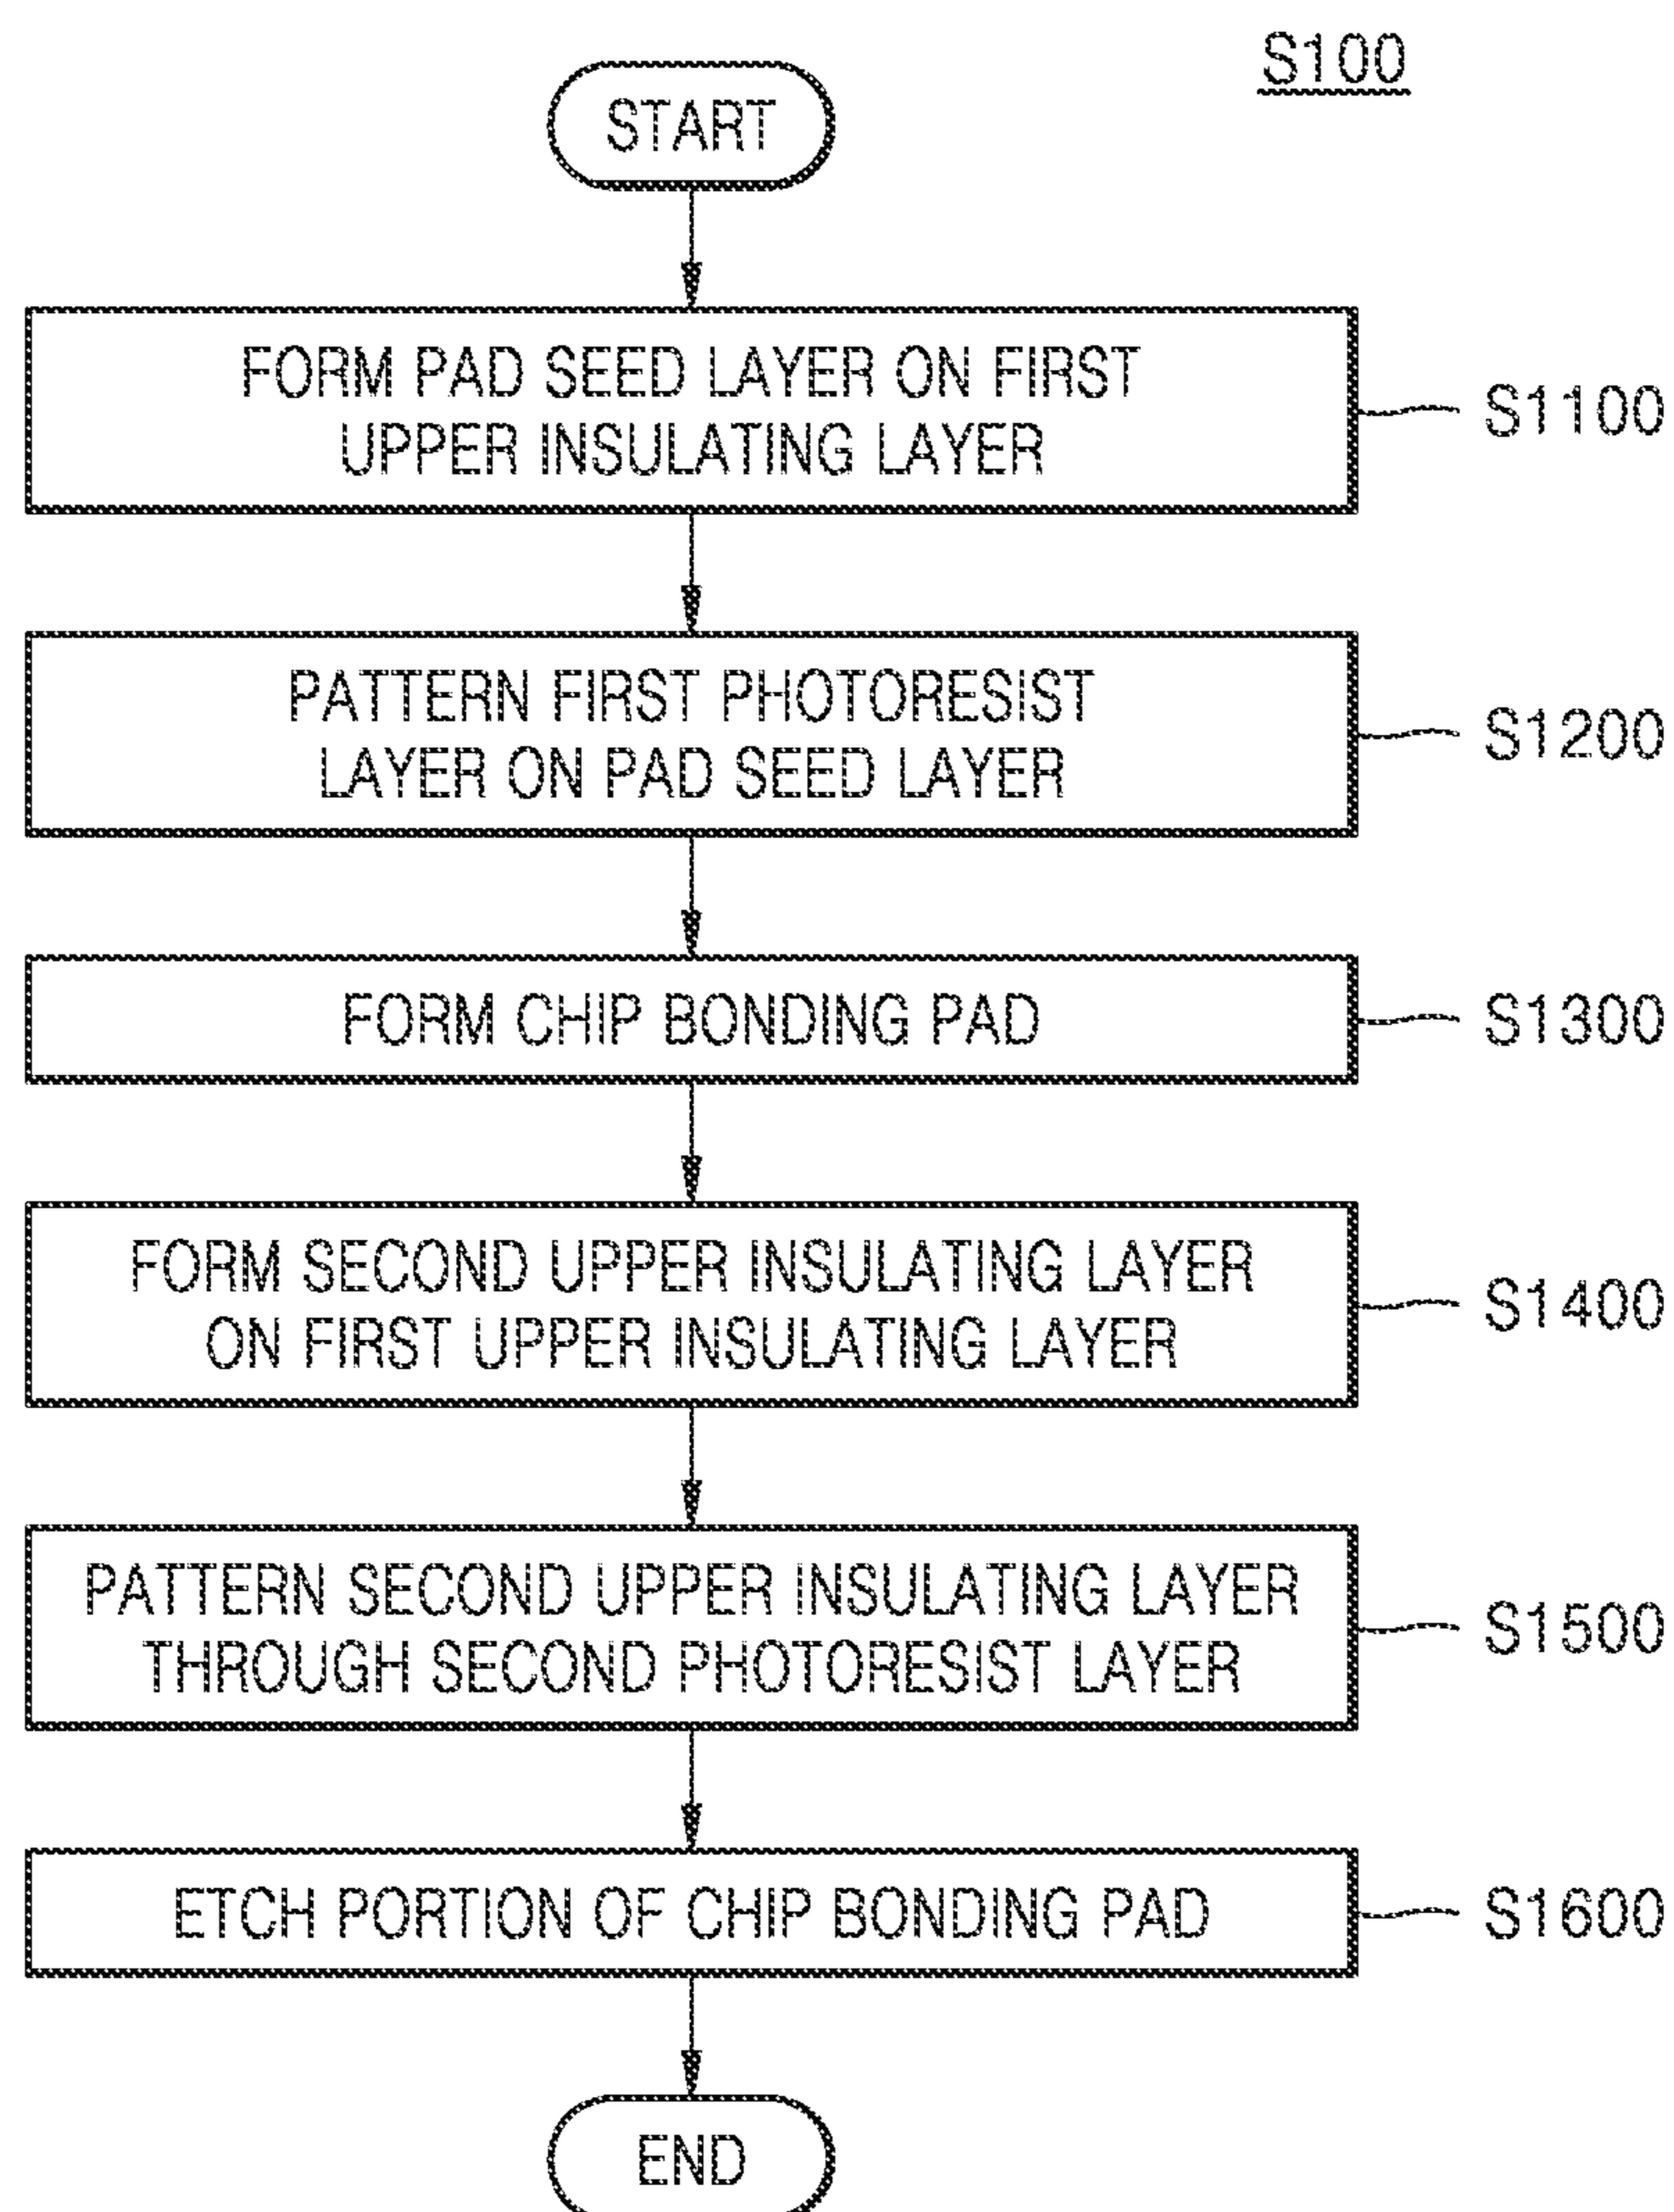 S100
START
FORM PAD SEED LAYER ON FIRST
UPPER INSULATING LAYER
S1100
PATTERN FIRST PHOTORESIST
LAYER ON PAD SEED LAYER
S1200
FORM CHIP BONDING PAD
S1300
FORM SECOND UPPER INSULATING LAYER
ON FIRST UPPER INSULATING LAYER
S1400
PATTERN SECOND UPPER INSULATING LAYER
THROUGH SECOND PHOTORESIST LAYER
S1500
ETCH PORTION OF CHIP BONDING PAD
S1600
END